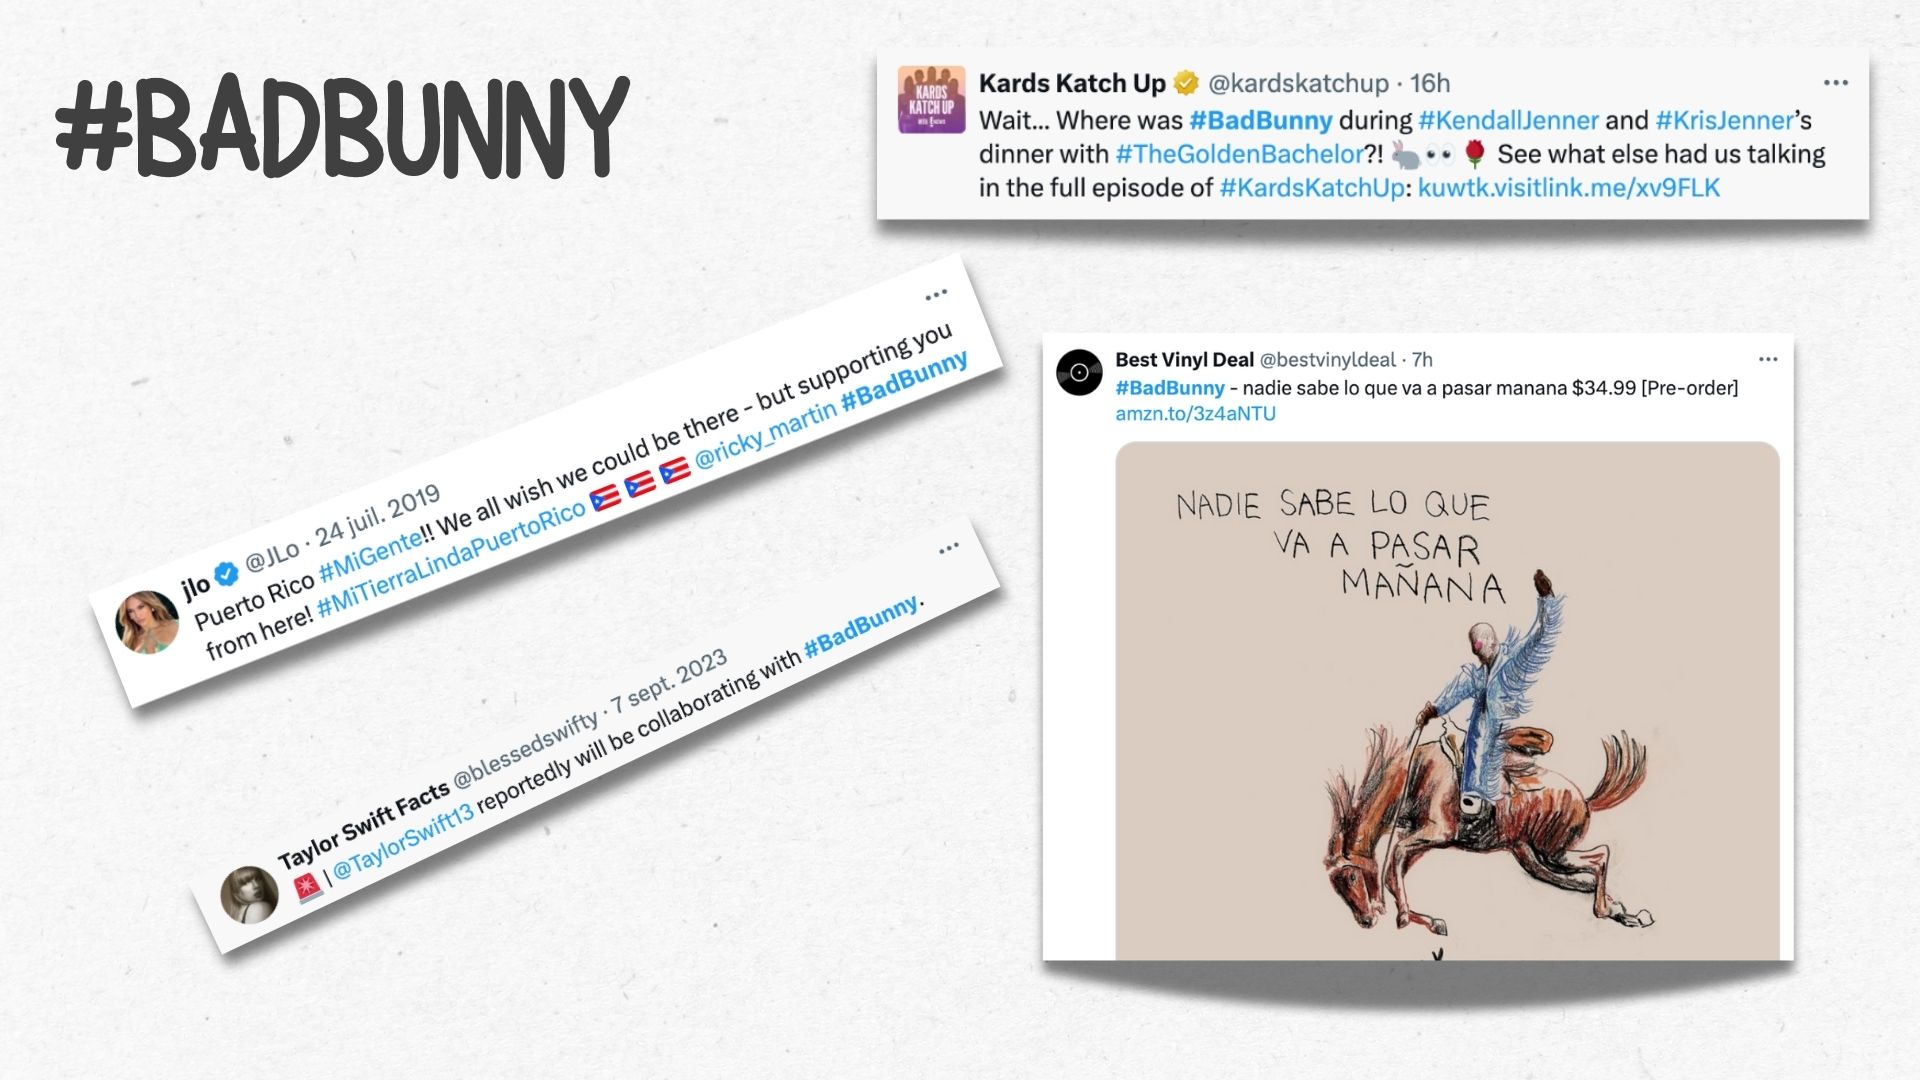 #BADBUNNY
KARDS
KATCH UP
Kards Katch Up @kardskatchup · 16h
Wait... Where was #BadBunny during #KendallJenner and #KrisJenner’s
dinner with #TheGoldenBachelor?! 🐇👀🌹 See what else had us talking
in the full episode of #KardsKatchUp: kuwtk.visitlink.me/xv9FLK
jlo @JLo · 24 juil. 2019
Puerto Rico #MiGente!! We all wish we could be there - but supporting you
from here! #MiTierraLindaPuertoRico 🇵🇷 🇵🇷 🇵🇷 @ricky_martin #BadBunny
Taylor Swift Facts @blessedswifty · 7 sept. 2023
🚨 | @TaylorSwift13 reportedly will be collaborating with #BadBunny.
Best Vinyl Deal @bestvinyldeal · 7h
#BadBunny - nadie sabe lo que va a pasar manana $34.99 [Pre-order]
amzn.to/3z4aNTU
NADIE SABE LO QUE
VA A PASAR
MAÑANA